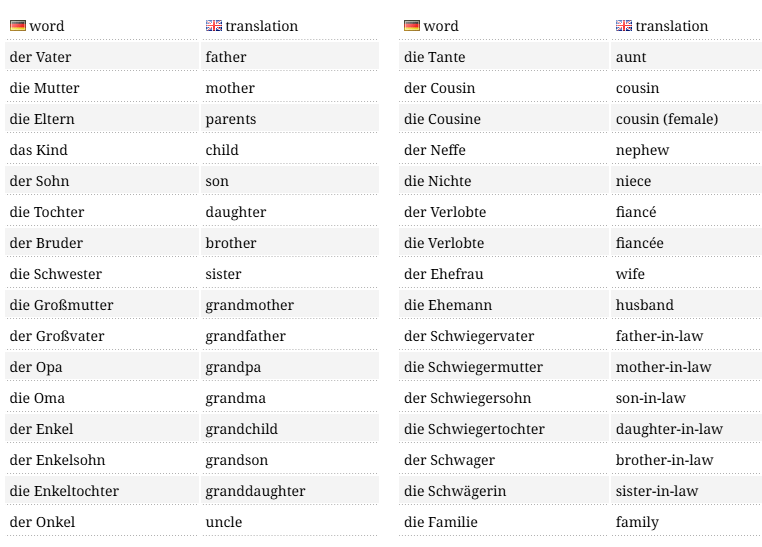 word translation
der Vater father
die Mutter mother
die Eltern parents
das Kind child
der Sohn son
die Tochter daughter
der Bruder brother
die Schwester sister
die Großmutter grandmother
der Großvater grandfather
der Opa grandpa
die Oma grandma
der Enkel grandchild
der Enkelsohn grandson
die Enkeltochter granddaughter
der Onkel uncle
word translation
die Tante aunt
der Cousin cousin
die Cousine cousin (female)
der Neffe nephew
die Nichte niece
der Verlobte fiancé
die Verlobte fiancée
der Ehefrau wife
die Ehemann husband
der Schwiegervater father-in-law
die Schwiegermutter mother-in-law
der Schwiegersohn son-in-law
die Schwiegertochter daughter-in-law
der Schwager brother-in-law
die Schwägerin sister-in-law
die Familie family